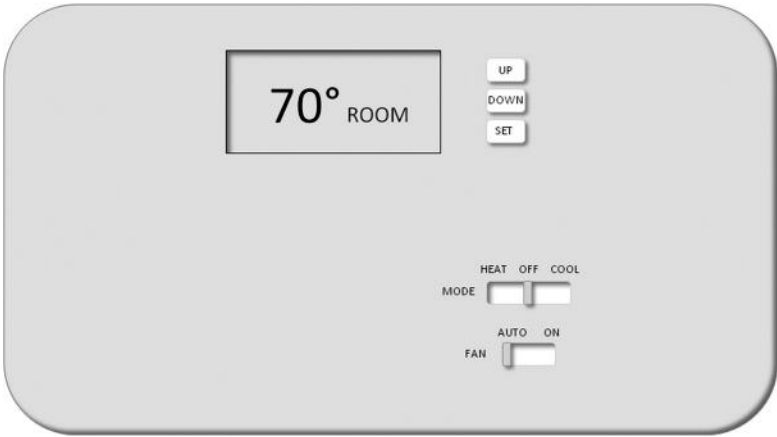 70° ROOM
UP
DOWN
SET
HEAT OFF COOL
MODE
AUTO ON
FAN